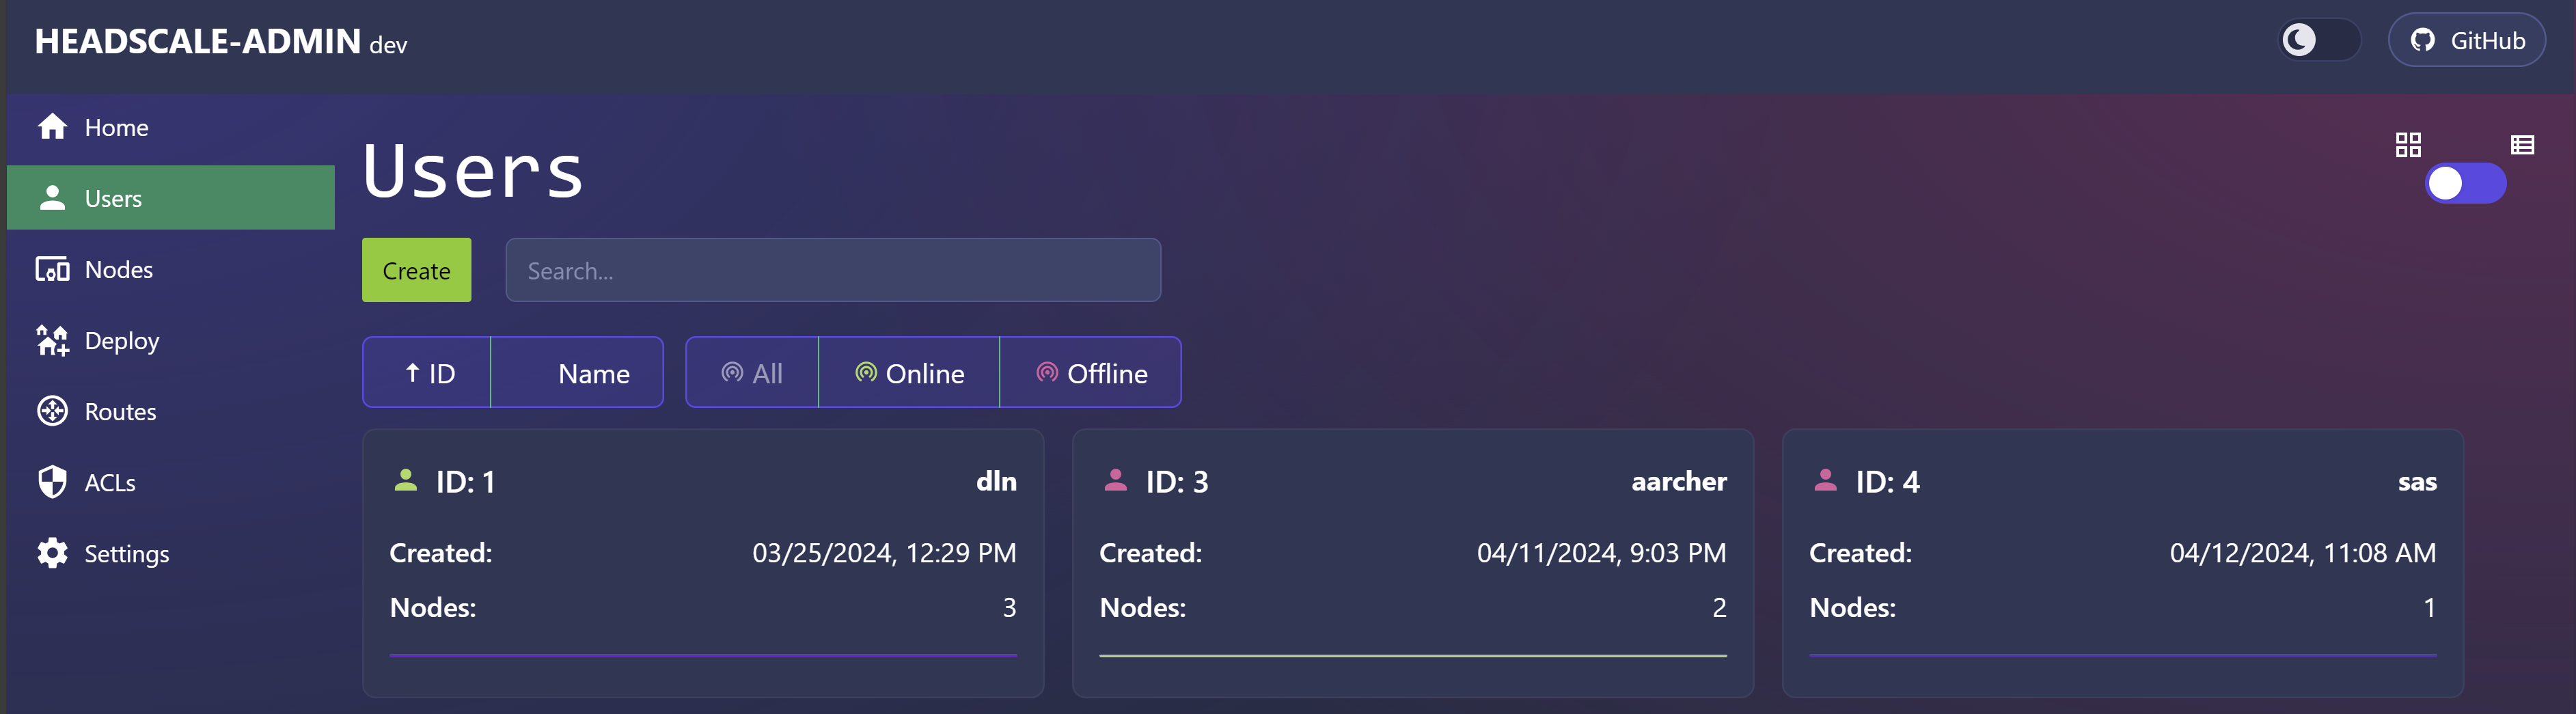 HEADSCALE-ADMIN dev
GitHub
Home
Users
Nodes
Deploy
Routes
ACLs
Settings
Users
Create
Search...
ID
Name
All
Online
Offline
ID: 1
dln
Created:
03/25/2024, 12:29 PM
Nodes:
3
ID: 3
aarcher
Created:
04/11/2024, 9:03 PM
Nodes:
2
ID: 4
sas
Created:
04/12/2024, 11:08 AM
Nodes:
1